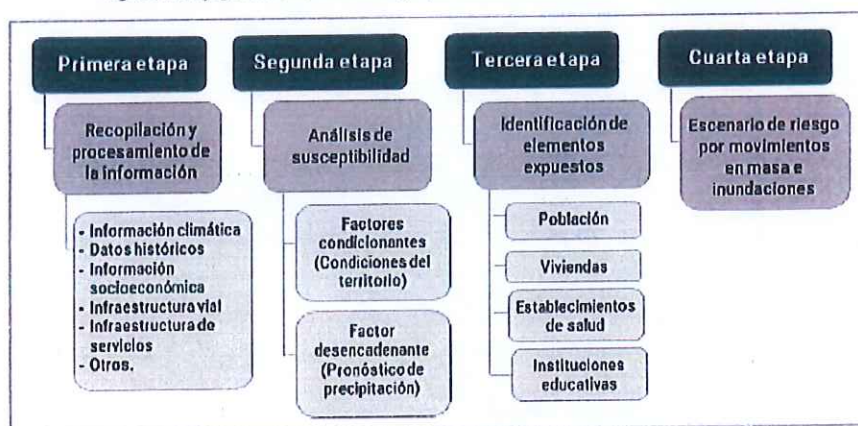 Primera etapa
Recopilación y
procesamiento de
la información
- Información climática
- Datos históricos
- Información
socioeconómica
- Infraestructura vial
- Infraestructura de
servicios
- Otros.
Segunda etapa
Análisis de
susceptibilidad
Factores
condicionantes
(Condiciones del
territorio)
Factor
desencadenante
(Pronóstico de
precipitación)
Tercera etapa
Identificación de
elementos
expuestos
Población
Viviendas
Establecimientos
de salud
Instituciones
educativas
Cuarta etapa
Escenario de riesgo
por movimientos
en masa e
inundaciones